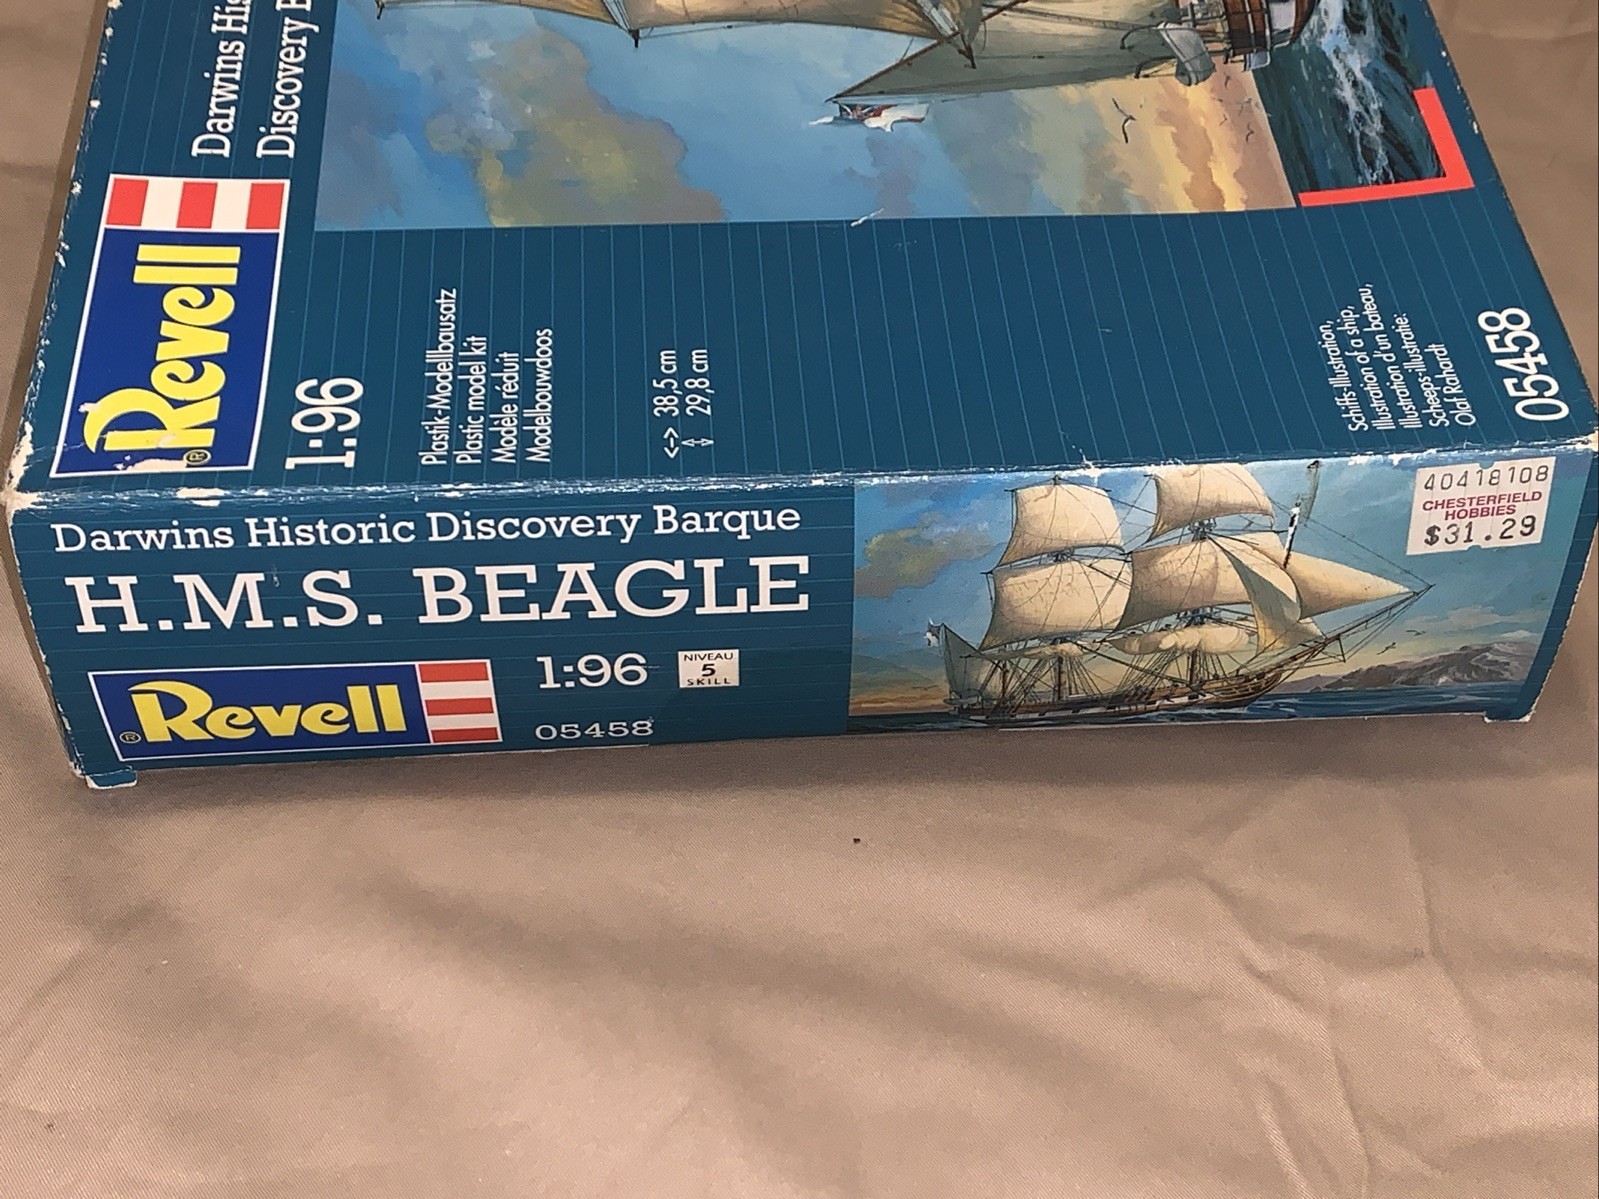 Darwins His
Discovery B
Revell
®
1:96
Plastik-Modellbausatz
Plastic model kit
Modèle réduit
Modelbouwdoos
<-> 38,5 cm
29,8 cm
Schiffs-Illustration,
Illustration of a ship,
Illustration d'un bateau,
Scheeps-illustratie:
Olaf Rahardt
05458
Darwins Historic Discovery Barque
H.M.S. BEAGLE
® Revell
1:96
NIVEAU
5
SKILL
05458
40418108
CHESTERFIELD
HOBBIES
$31.29